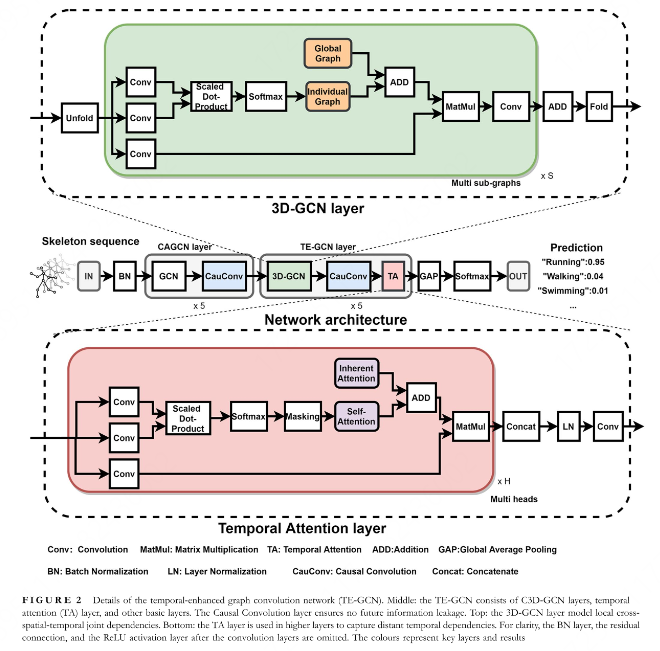 Global
Graph
Conv
Scaled
Dot-
Product
Softmax
Individual
Graph
ADD
Unfold
Conv
MatMul
Conv
ADD
Fold
Conv
Multi sub-graphs
x S
3D-GCN layer
Skeleton sequence
CAGCN layer
TE-GCN layer
Prediction
IN
BN
GCN
CauConv
3D-GCN
CauConv
TA
GAP
Softmax
OUT
"Running":0.95
"Walking":0.04
"Swimming":0.01
...
x 5
x 5
Network architecture
Inherent
Attention
Conv
Scaled
Dot-
Product
Softmax
Masking
Self-
Attention
ADD
Conv
MatMul
Concat
LN
Conv
Conv
x H
Multi heads
Temporal Attention layer
Conv: Convolution MatMul: Matrix Multiplication TA: Temporal Attention ADD:Addition GAP:Global Average Pooling
BN: Batch Normalization LN: Layer Normalization CauConv: Causal Convolution Concat: Concatenate
FIGURE 2 Details of the temporal-enhanced graph convolution network (TE-GCN). Middle: the TE-GCN consists of C3D-GCN layers, temporal
attention (TA) layer, and other basic layers. The Causal Convolution layer ensures no future information leakage. Top: the 3D-GCN layer model local cross-
spatial-temporal joint dependencies. Bottom: the TA layer is used in higher layers to capture distant temporal dependencies. For clarity, the BN layer, the residual
connection, and the ReLU activation layer after the convolution layers are omitted. The colours represent key layers and results